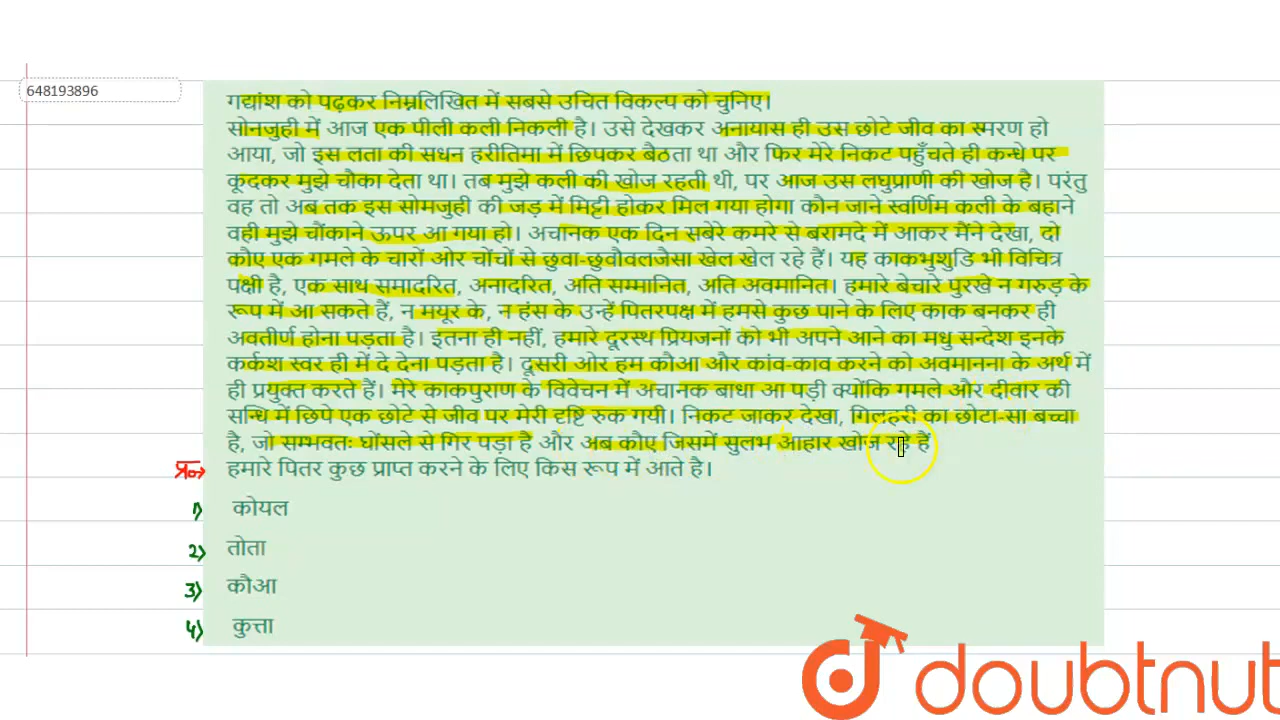 648193896
गद्यांश को पढ़कर निम्नलिखित में सबसे उचित विकल्प को चुनिए।
सोनजुही में आज एक पीली कली निकली है। उसे देखकर अनायास ही उस छोटे जीव का स्मरण हो
आया, जो इस लता की सधन हरीतिमा में छिपकर बैठता था और फिर मेरे निकट पहुँचते ही कन्धे पर
कूदकर मुझे चौका देता था। तब मुझे कली की खोज रहती थी, पर आज उस लघुप्राणी की खोज है। परंतु
वह तो अब तक इस सोमजुही की जड़ में मिट्टी होकर मिल गया होगा कौन जाने स्वर्णिम कली के बहाने
वही मुझे चौंकाने ऊपर आ गया हो। अचानक एक दिन सबेरे कमरे से बरामदे में आकर मैंने देखा, दो
कोए एक गमले के चारों और चोंचों से छुवा-छुवौवलजैसा खेल खेल रहे हैं। यह काकभुशुडि भी विचित्र
पक्षी है, एक साथ समादरित, अनादरित, अति सम्मानित, अति अवमानित। हमारे बेचारे पुरखे न गरुड़ के
रूप में आ सकते हैं, न मयूर के, न हंस के उन्हें पितरपक्ष में हमसे कुछ पाने के लिए काक बनकर ही
अवतीर्ण होना पड़ता है। इतना ही नहीं, हमारे दूरस्थ प्रियजनों को भी अपने आने का मधु सन्देश इनके
कर्कश स्वर ही में दे देना पड़ता है। दूसरी ओर हम कौआ और कांव-काव करने को अवमानना के अर्थ में
ही प्रयुक्त करते हैं। मेरे काकपुराण के विवेचन में अचानक बाधा आ पड़ी क्योंकि गमले और दीवार की
सन्धि में छिपे एक छोटे से जीव पर मेरी दृष्टि रुक गयी। निकट जाकर देखा, गिलहरी का छोटा-सा बच्चा
है, जो सम्भवतः घोंसले से गिर पड़ा है और अब कौए जिसमें सुलभ आहार खोज रहे हैं
प्रन- हमारे पितर कुछ प्राप्त करने के लिए किस रूप में आते है।
1) कोयल
2) तोता
3) कौआ
4) कुत्ता
doubtnut